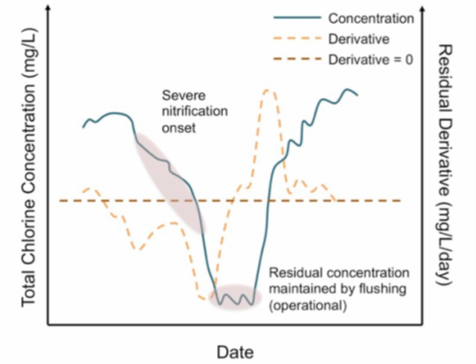 Concentration
Derivative
Derivative = 0
Severe
nitrification
onset
Residual concentration
maintained by flushing
(operational)
Total Chlorine Concentration (mg/L)
Residual Derivative (mg/L/day)
Date